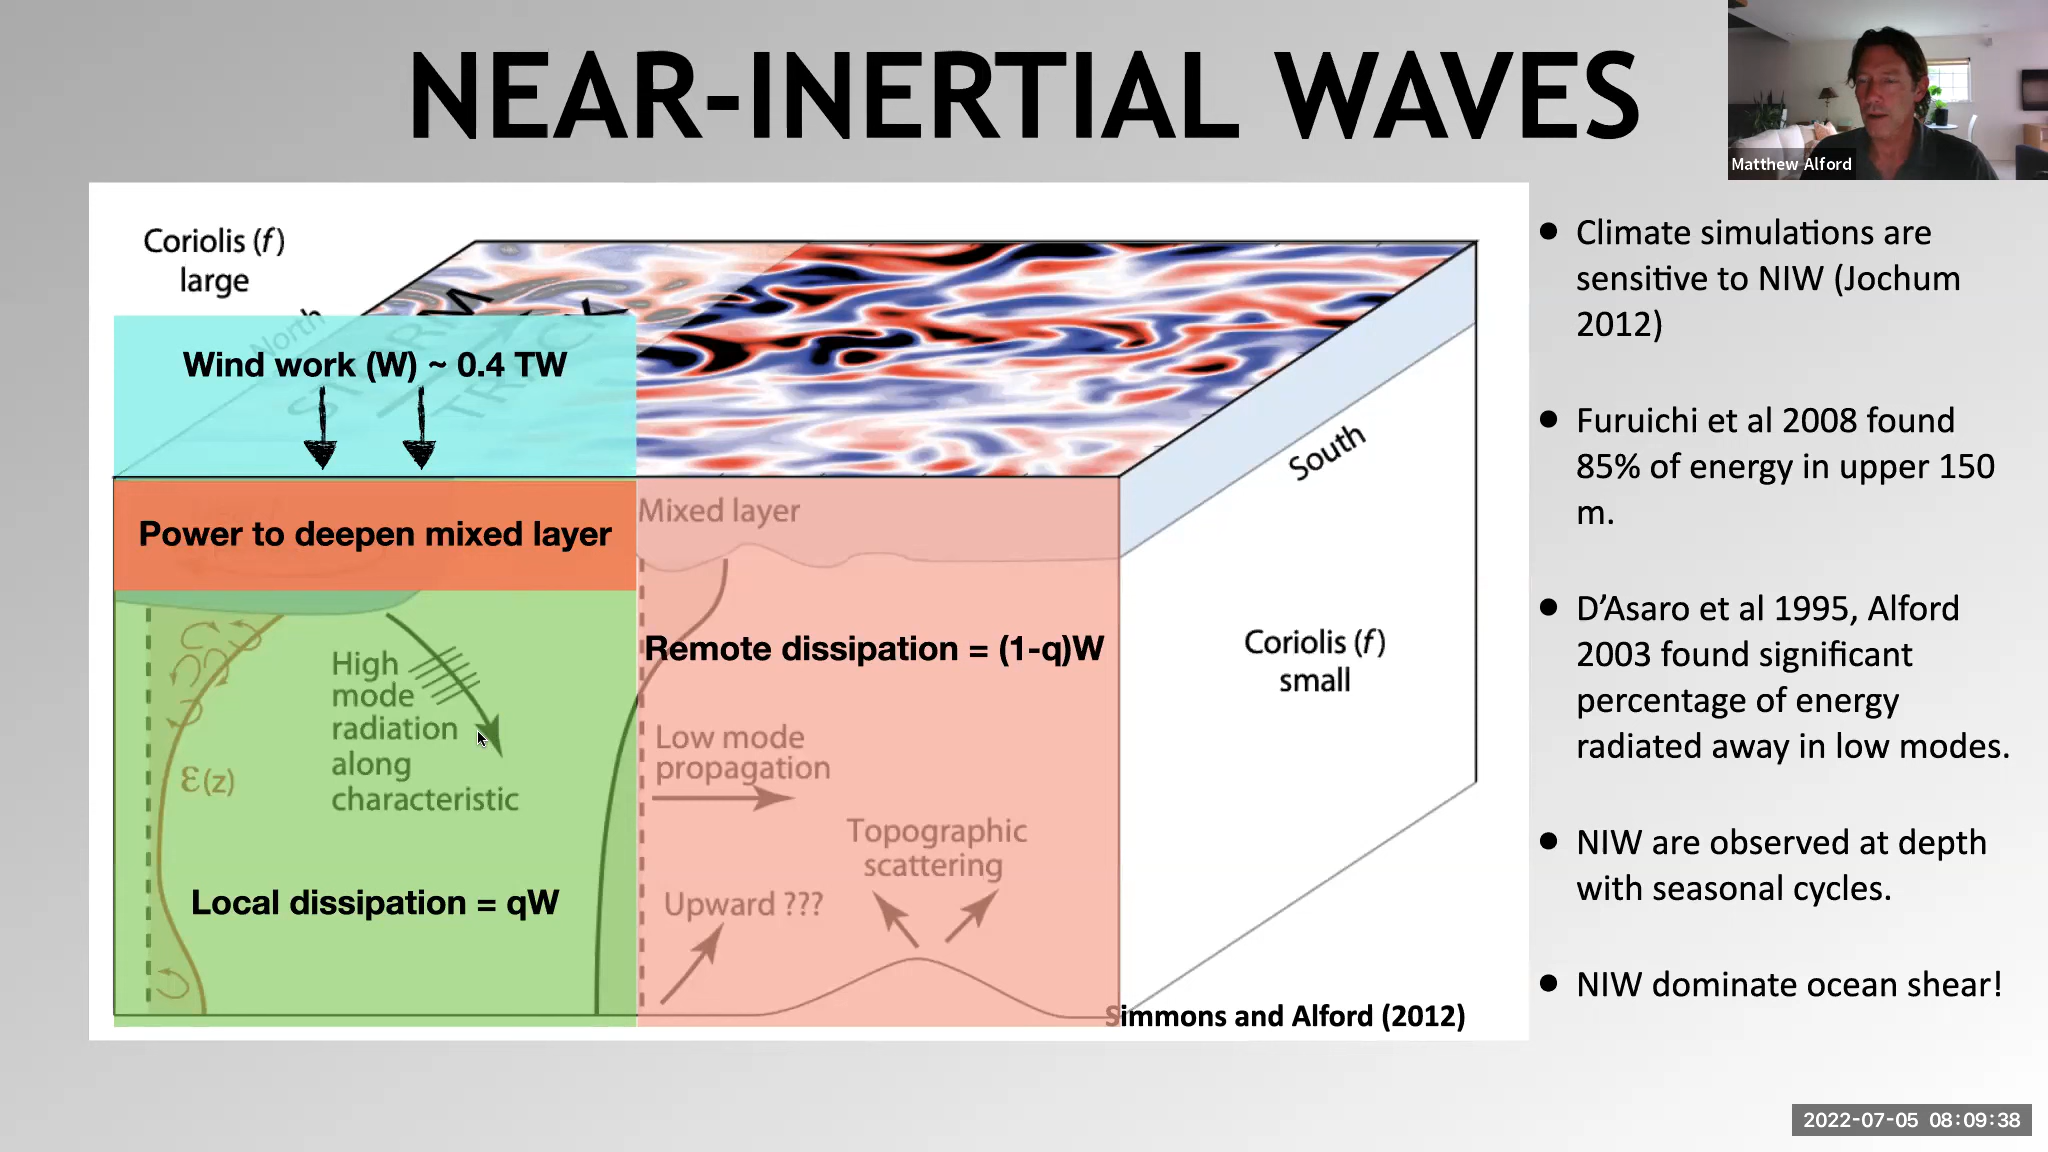 NEAR-INERTIAL WAVES
Matthew Alford
Coriolis (f)
large
North
STORM
TRACK
Wind work (W) ~ 0.4 TW
Power to deepen mixed layer
Mixed layer
South
High
mode
radiation
along
characteristic
ε(z)
Local dissipation = qW
Remote dissipation = (1-q)W
Low mode
propagation
Topographic
scattering
Upward ???
Coriolis (f)
small
Simmons and Alford (2012)
• Climate simulations are
sensitive to NIW (Jochum
2012)
• Furuichi et al 2008 found
85% of energy in upper 150
m.
• D’Asaro et al 1995, Alford
2003 found significant
percentage of energy
radiated away in low modes.
• NIW are observed at depth
with seasonal cycles.
• NIW dominate ocean shear!
2022-07-05 08:09:38